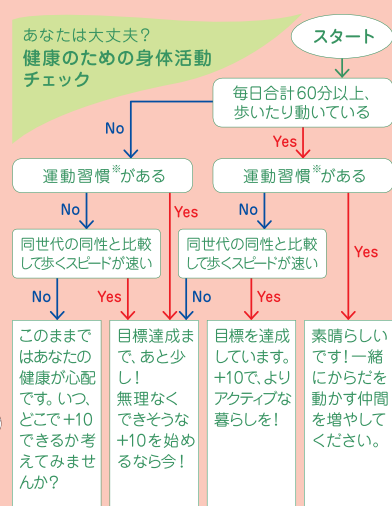 あなたは大丈夫?
健康のための身体活動
チェック
スタート
毎日合計60分以上、
歩いたり動いている
No
Yes
運動習慣※がある
運動習慣※がある
No
Yes
No
Yes
同世代の同性と比較
して歩くスピードが速い
同世代の同性と比較
して歩くスピードが速い
No
Yes
No
Yes
このままで
はあなたの
健康が心配
です。いつ、
どこで+10
できるか考
えてみませ
んか?
目標達成ま
で、あと少
し!
無理なく
できそうな
+10を始め
るなら今!
目標を達成
しています。
+10で、より
アクティブな
暮らしを!
素晴らしい
です!一緒
にからだを
動かす仲間
を増やして
ください。